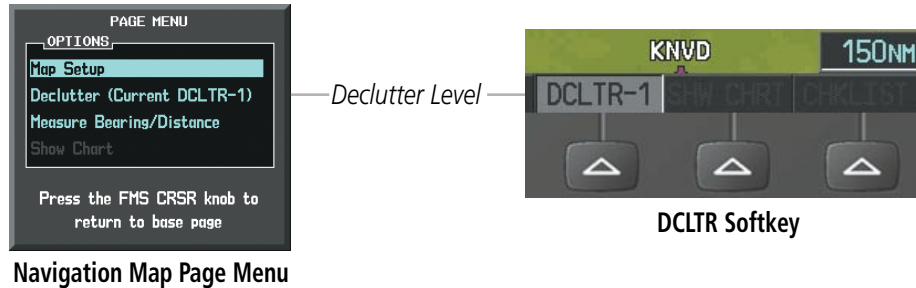 PAGE MENU
OPTIONS
Map Setup
Declutter (Current DCLTR-1)
Measure Bearing/Distance
Show Chart
Press the FMS CRSR knob to
return to base page
Navigation Map Page Menu
Declutter Level
KNVD
150NM
DCLTR-1
SHW CHRT
CHKLIST
DCLTR Softkey